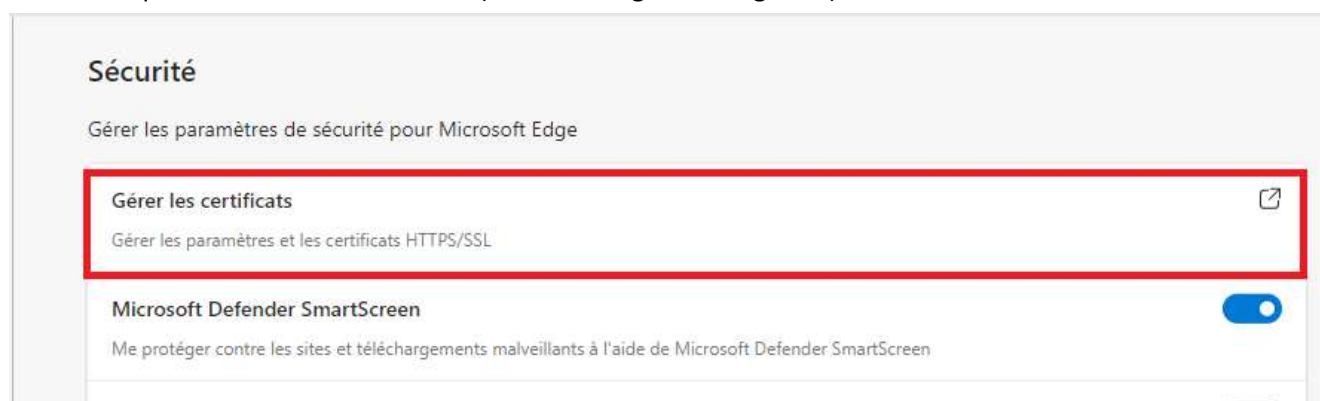 Sécurité
Gérer les paramètres de sécurité pour Microsoft Edge
Gérer les certificats
Gérer les paramètres et les certificats HTTPS/SSL
Microsoft Defender SmartScreen
Me protéger contre les sites et téléchargements malveillants à l'aide de Microsoft Defender SmartScreen